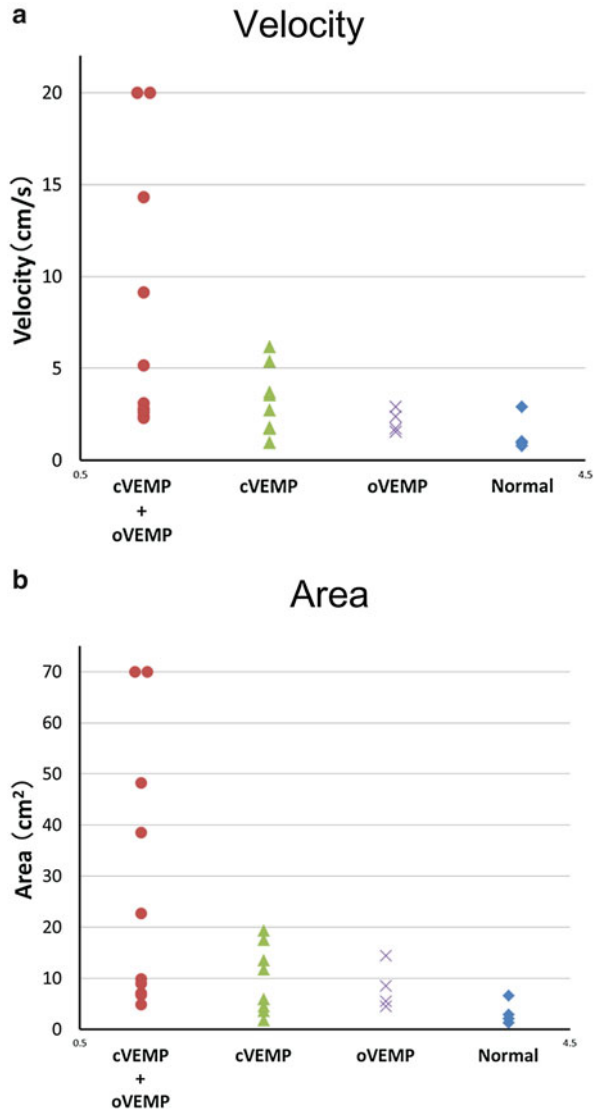 a
Velocity
Velocity(cm/s)
20
15
10
5
0
0.5
4.5
cVEMP
+
oVEMP
cVEMP
oVEMP
Normal
b
Area
Area (cm²)
70
60
50
40
30
20
10
0
0.5
4.5
cVEMP
+
oVEMP
cVEMP
oVEMP
Normal